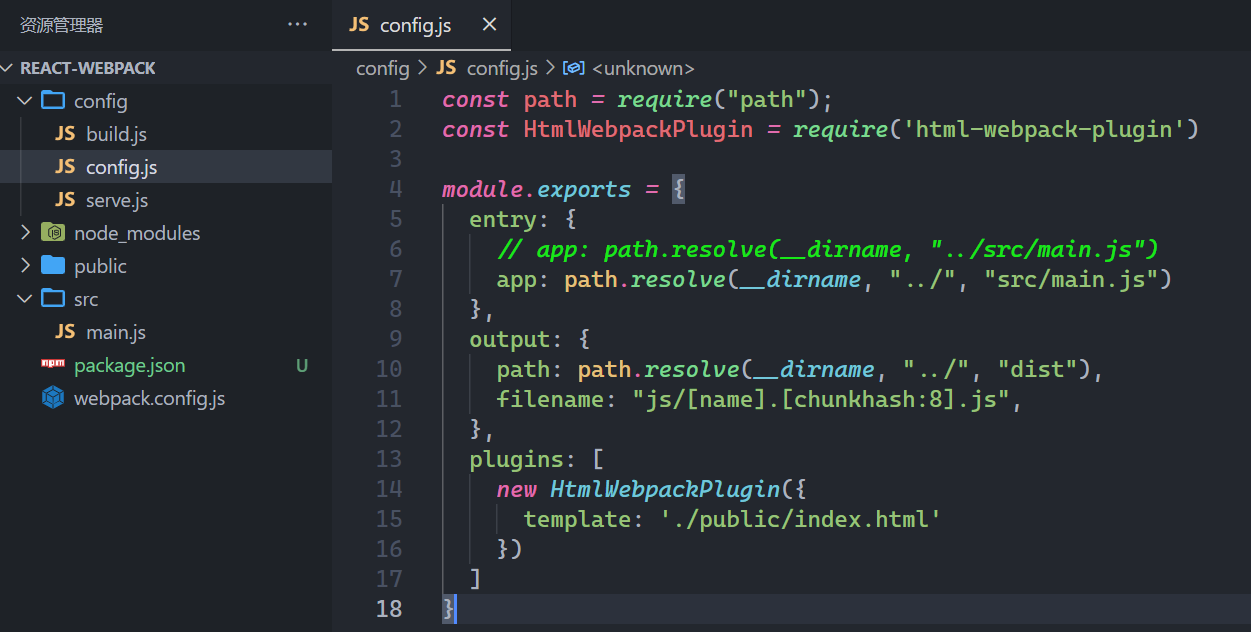 资源管理器 ···
REACT-WEBPACK
config
JS build.js
JS config.js
JS serve.js
node_modules
public
src
JS main.js
npm package.json U
webpack.config.js
JS config.js ×
config > JS config.js > <unknown>
1 const path = require("path");
2 const HtmlWebpackPlugin = require('html-webpack-plugin')
3
4 module.exports = {
5 entry: {
6 // app: path.resolve(__dirname, "../src/main.js")
7 app: path.resolve(__dirname, "../", "src/main.js")
8 },
9 output: {
10 path: path.resolve(__dirname, "../", "dist"),
11 filename: "js/[name].[chunkhash:8].js",
12 },
13 plugins: [
14 new HtmlWebpackPlugin({
15 template: './public/index.html'
16 })
17 ]
18 }